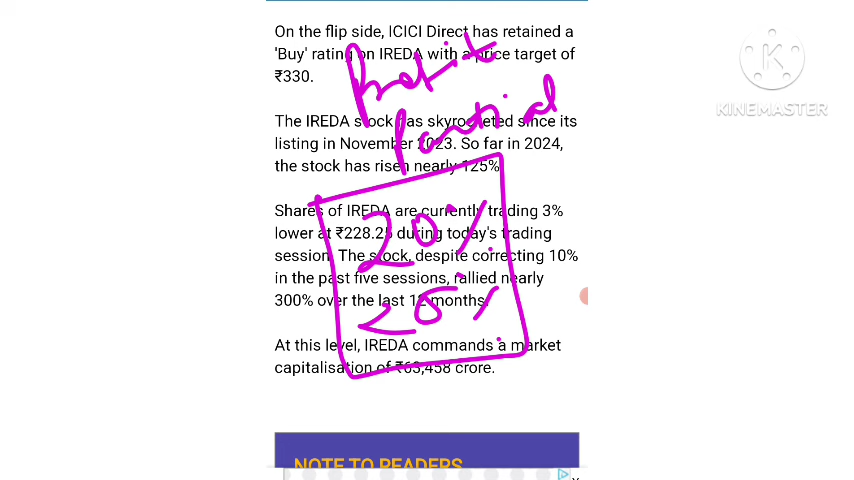 On the flip side, ICICI Direct has retained a
'Buy' rating on IREDA with a price target of
₹330.
The IREDA stock has skyrocketed since its
listing in November 2023. So far in 2024,
the stock has risen nearly 125%.
Shares of IREDA are currently trading 3%
lower at ₹228.25 during today's trading
session. The stock, despite correcting 10%
in the past five sessions, rallied nearly
300% over the last 12 months.
At this level, IREDA commands a market
capitalisation of ₹63,458 crore.
NOTE TO READERS
Profit
Partial
20%
25%
KINEMASTER